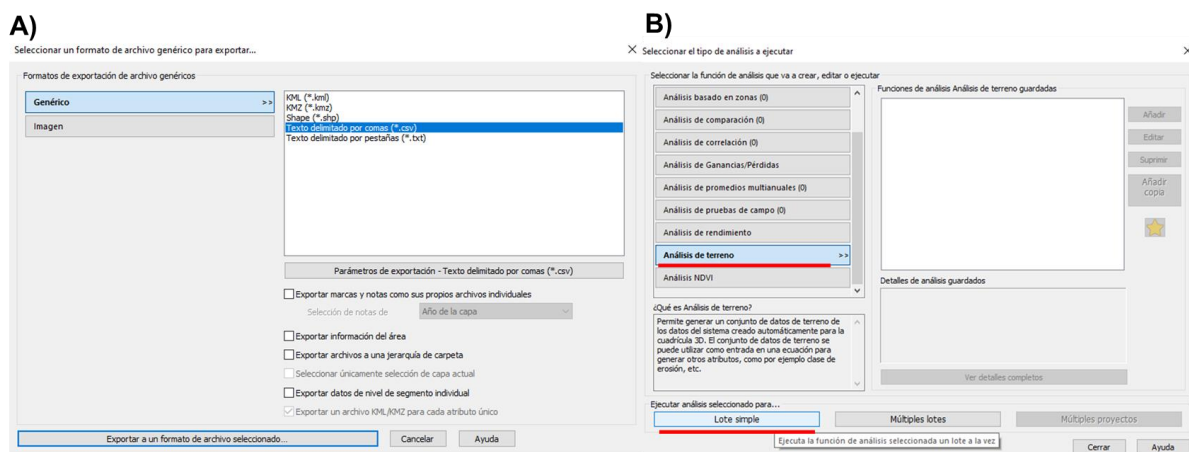 A)
Seleccionar un formato de archivo genérico para exportar...
Formatos de exportación de archivo genéricos
Genérico >>
Imagen
KML (*.kml)
KMZ (*.kmz)
Shape (*.shp)
Texto delimitado por comas (*.csv)
Texto delimitado por pestañas (*.txt)
Parámetros de exportación - Texto delimitado por comas (*.csv)
Exportar marcas y notas como sus propios archivos individuales
Selección de notas de Año de la capa
Exportar información del área
Exportar archivos a una jerarquía de carpeta
Seleccionar únicamente selección de capa actual
Exportar datos de nivel de segmento individual
Exportar un archivo KML/KMZ para cada atributo único
Exportar a un formato de archivo seleccionado...
Cancelar
Ayuda
B)
Seleccionar el tipo de análisis a ejecutar
Seleccionar la función de análisis que va a crear, editar o ejecutar
Análisis basado en zonas (0)
Análisis de comparación (0)
Análisis de correlación (0)
Análisis de Ganancias/Pérdidas
Análisis de promedios multianuales (0)
Análisis de pruebas de campo (0)
Análisis de rendimiento
Análisis de terreno >>
Análisis NDVI
Funciones de análisis Análisis de terreno guardadas
Añadir
Editar
Suprimir
Añadir
copia
¿Qué es Análisis de terreno?
Permite generar un conjunto de datos de terreno de
los datos del sistema creado automáticamente para la
cuadrícula 3D. El conjunto de datos de terreno se
puede utilizar como entrada en una ecuación para
generar otros atributos, como por ejemplo clase de
erosión, etc.
Detalles de análisis guardados
Ver detalles completos
Ejecutar análisis seleccionado para...
Lote simple
Múltiples lotes
Múltiples proyectos
Ejecuta la función de análisis seleccionada un lote a la vez
Cerrar
Ayuda